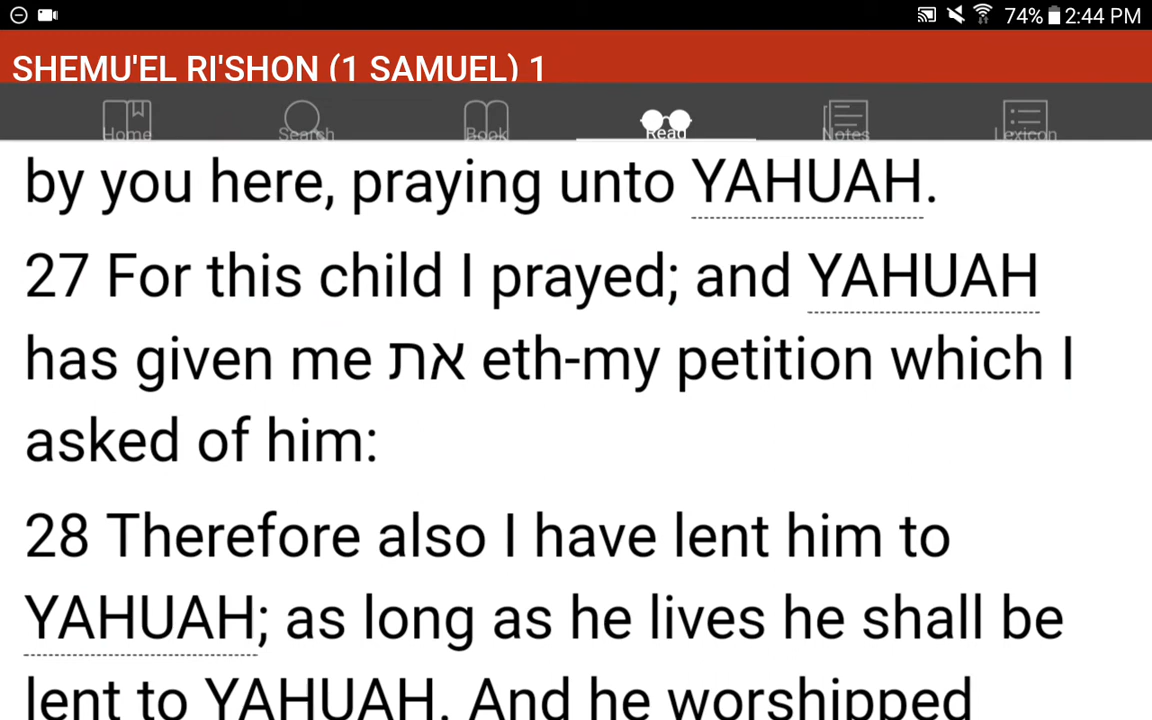 74% 2:44 PM
SHEMU'EL RI'SHON (1 SAMUEL) 1
Home Search Book Read Notes Lexicon
by you here, praying unto YAHUAH.
27 For this child I prayed; and YAHUAH
has given me את eth-my petition which I
asked of him:
28 Therefore also I have lent him to
YAHUAH; as long as he lives he shall be
lent to YAHUAH. And he worshipped